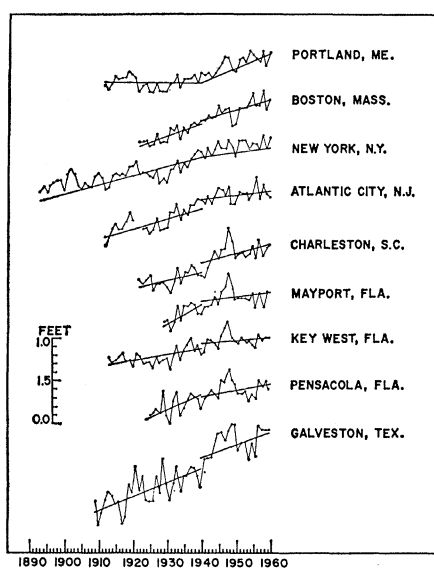 PORTLAND, ME.
BOSTON, MASS.
NEW YORK, N.Y.
ATLANTIC CITY, N.J.
CHARLESTON, S.C.
MAYPORT, FLA.
FEET
1.0
KEY WEST, FLA.
1.5
PENSACOLA, FLA.
0.0
GALVESTON, TEX.
1890 1900 1910 1920 1930 1940 1950 1960